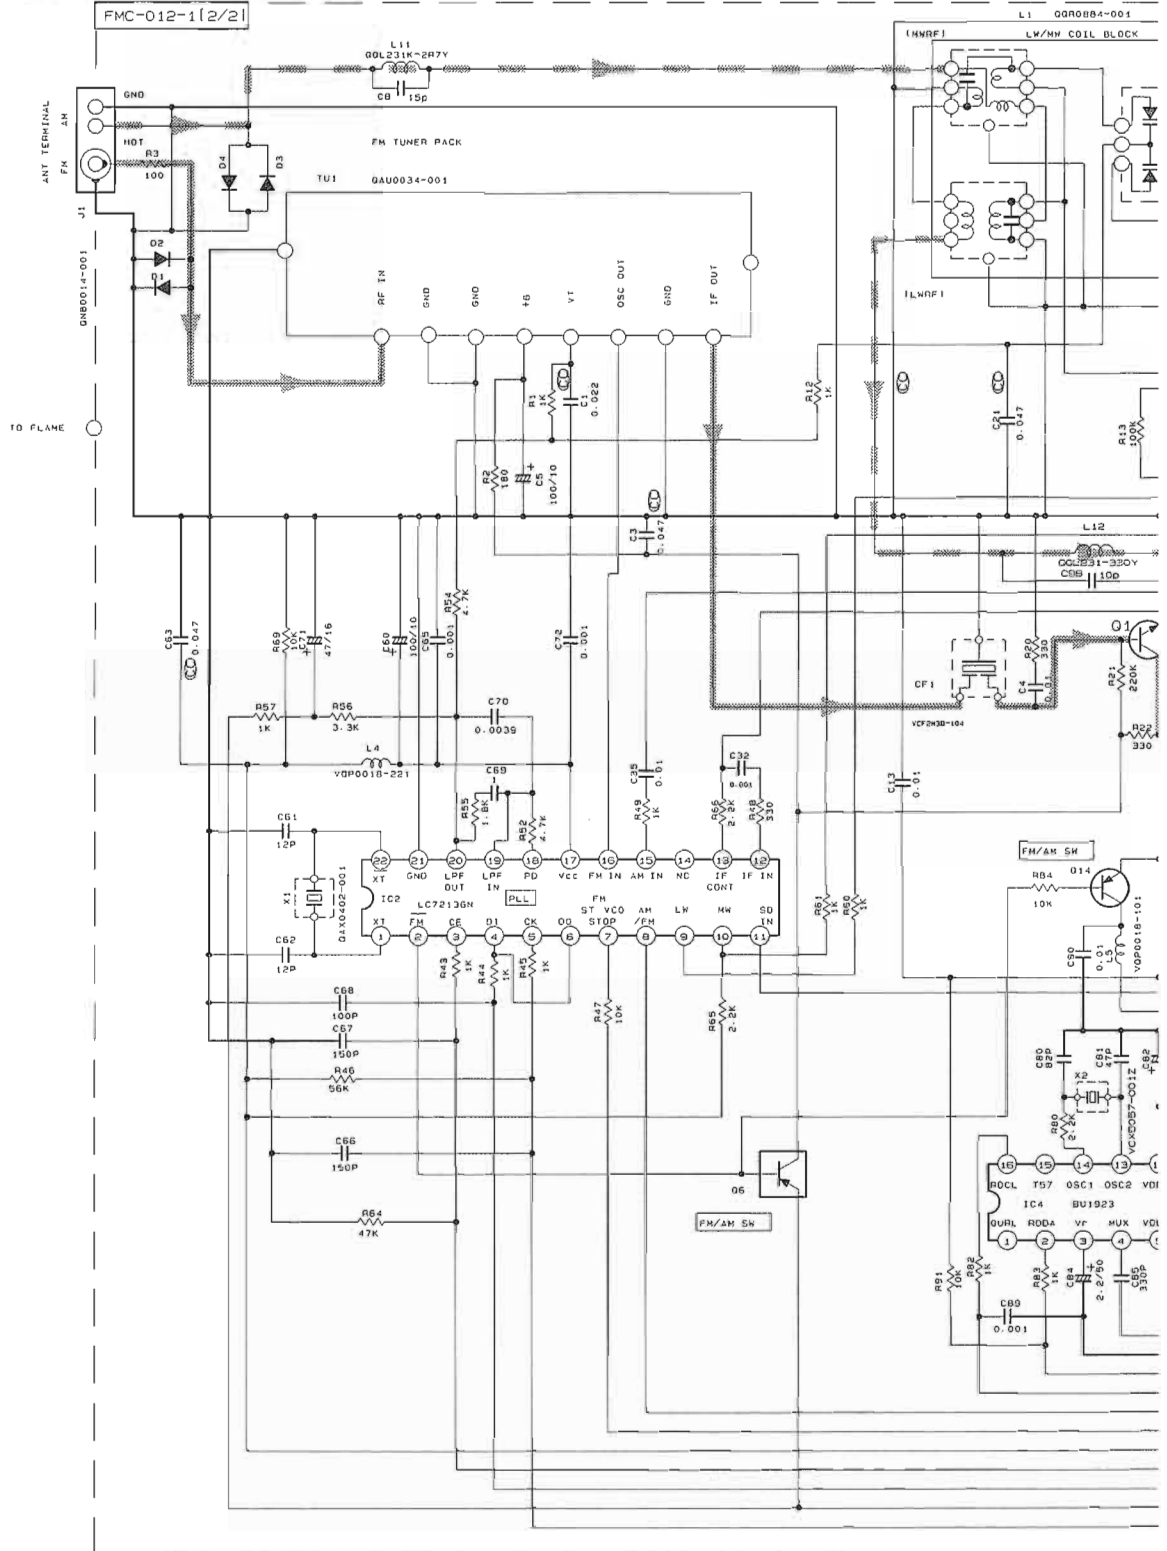 FMC-012-1[2/2]
L1 QQR0884-001
(MWRF)
LW/MW COIL BLOCK
L11
QQL231K-2R7Y
C8 15p
GND
ANT TERMINAL
AM
FM
HOT
R3
100
D4
D3
FM TUNER PACK
TU1
QAU0034-001
J1
QNB0014-001
D2
D1
RF IN
GND
GND
+B
VT
OSC OUT
GND
IF OUT
(LWRF)
TO FLAME
R1
1K
C1
0.022
R12
1K
C21
0.047
R13
100K
R2
180
C5
100/10
C3
0.047
L12
QQL231-330Y
C98
10p
C63
0.047
R69
10K
C71
47/16
C60
100/10
C65
0.001
R54
4.7K
C72
0.001
CF1
VCF2M3D-104
R20
330
C4
0.01
Q1
R21
220K
R22
330
R57
1K
R56
3.3K
C70
0.0039
L4
VQP0018-221
C35
0.01
R49
1K
C32
0.001
R66
2.2K
R48
330
C13
0.01
C69
1
R55
1.8K
R52
4.7K
C61
12P
X1
QAX0402-001
C62
12P
22 21 20 19 18 17 16 15 14 13 12
XT GND LPF OUT LPF IN PD VCC FM IN AM IN NC IF CONT IF IN
IC2
LC72136N
PLL
XT FM CE DI CK DO FM ST VCO STOP AM /FM LW MW SD IN
1 2 3 4 5 6 7 8 9 10 11
R61
1K
R60
1K
FM/AM SW
R84
10K
Q14
C90
0.01
L5
VQP0018-101
R43
1K
R44
1K
R45
1K
R47
10K
R65
2.2K
C68
100P
C67
150P
R46
56K
C66
150P
R64
47K
C80
82P
C81
47P
C82
X2
VCX5057-001Z
R80
2.2K
Q6
FM/AM SW
16 15 14 13
RDCL T57 OSC1 OSC2
IC4 BU1923
QURL RDDA Vr MUX
1 2 3 4
R91
10K
R82
1K
R83
1K
C84
2.2/50
C85
330P
C89
0.001